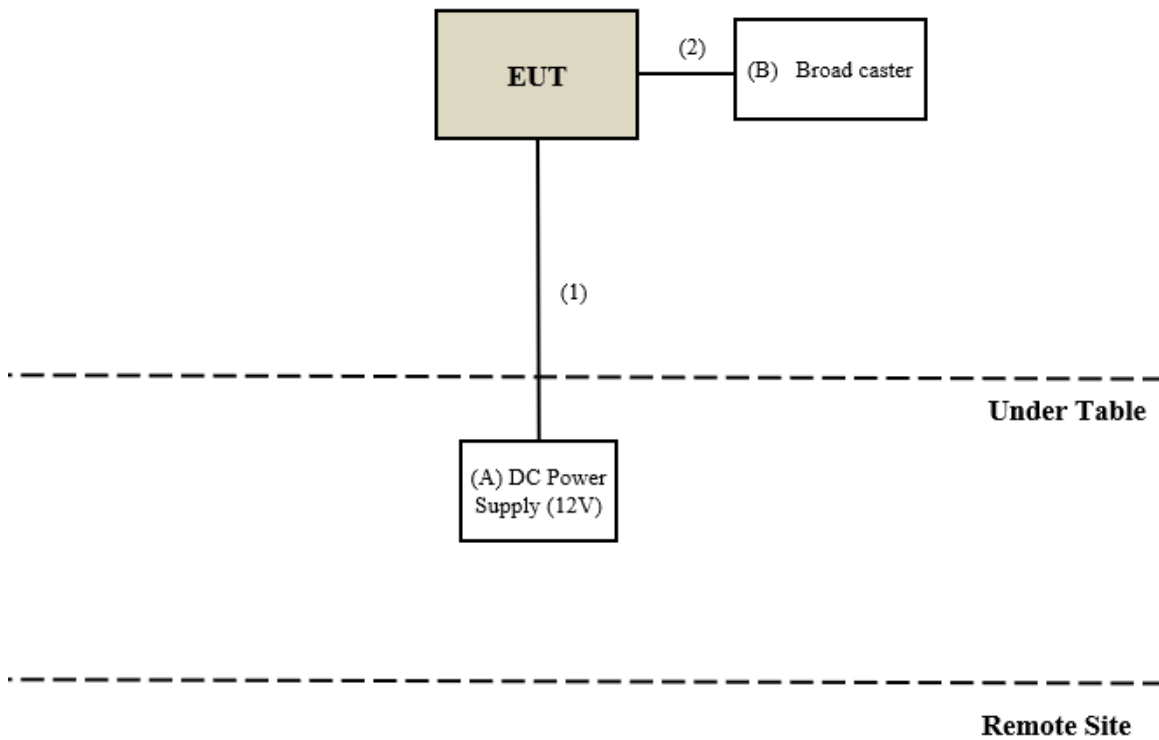 (2)
EUT
(B) Broad caster
(1)
Under Table
(A) DC Power
Supply (12V)
Remote Site